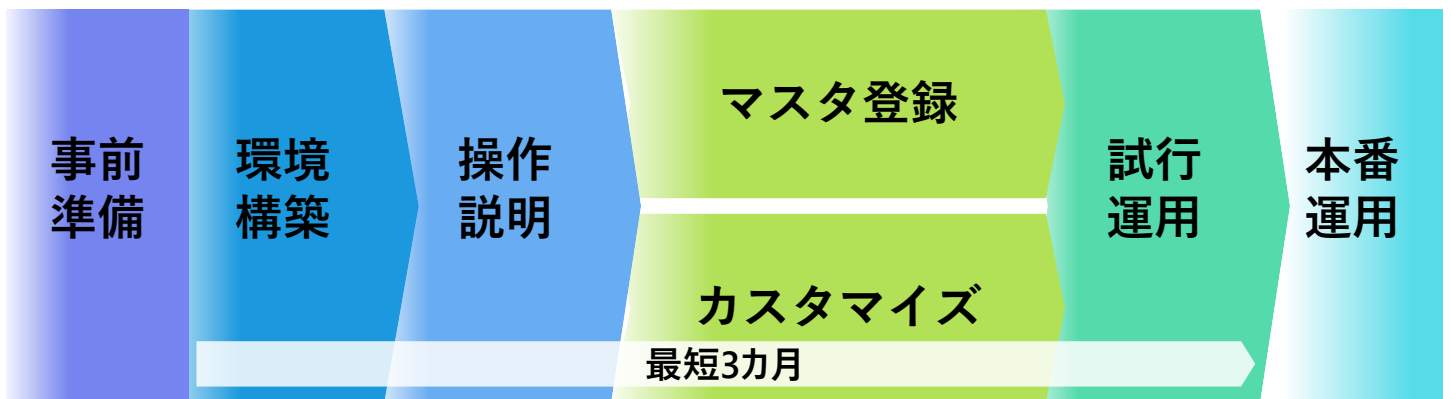 事前
準備
環境
構築
操作
説明
マスタ登録
カスタマイズ
試行
運用
本番
運用
最短3カ月